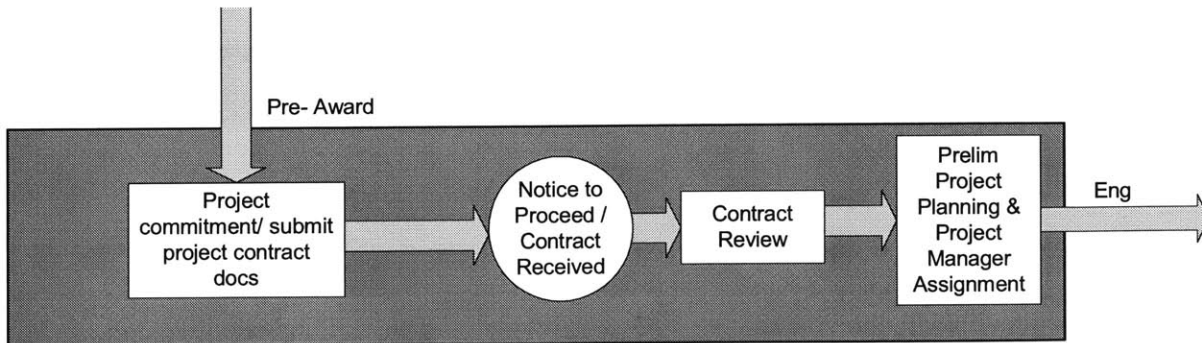 Pre- Award
Project
commitment/ submit
project contract
docs
Notice to
Proceed /
Contract
Received
Contract
Review
Prelim
Project
Planning &
Project
Manager
Assignment
Eng